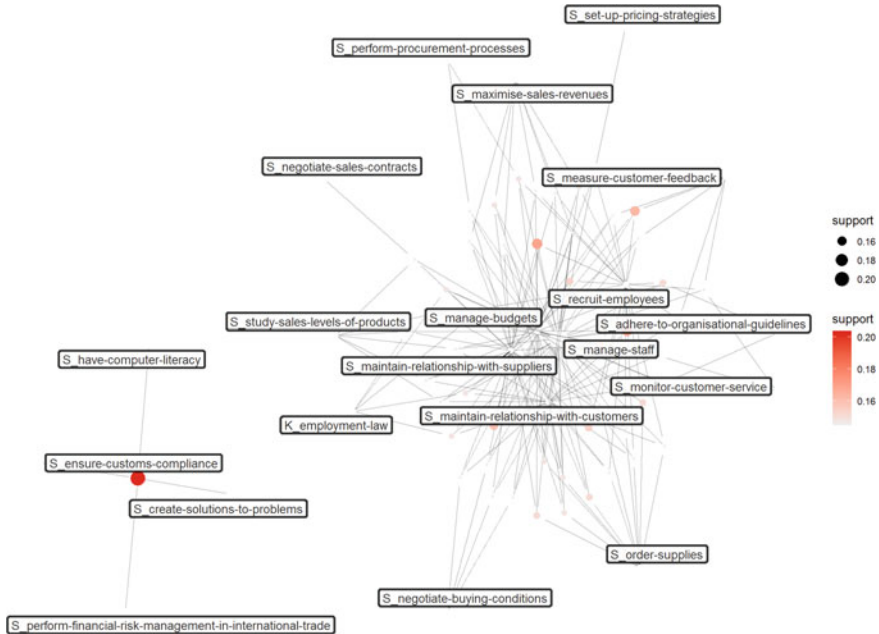 S_set-up-pricing-strategies
S_perform-procurement-processes
S_maximise-sales-revenues
S_negotiate-sales-contracts
S_measure-customer-feedback
support
0.16
0.18
0.20
S_recruit-employees
S_manage-budgets
S_study-sales-levels-of-products
S_adhere-to-organisational-guidelines
support
0.20
0.18
0.16
S_manage-staff
S_have-computer-literacy
S_maintain-relationship-with-suppliers
S_monitor-customer-service
S_maintain-relationship-with-customers
K_employment-law
S_ensure-customs-compliance
S_create-solutions-to-problems
S_order-supplies
S_negotiate-buying-conditions
S_perform-financial-risk-management-in-international-trade